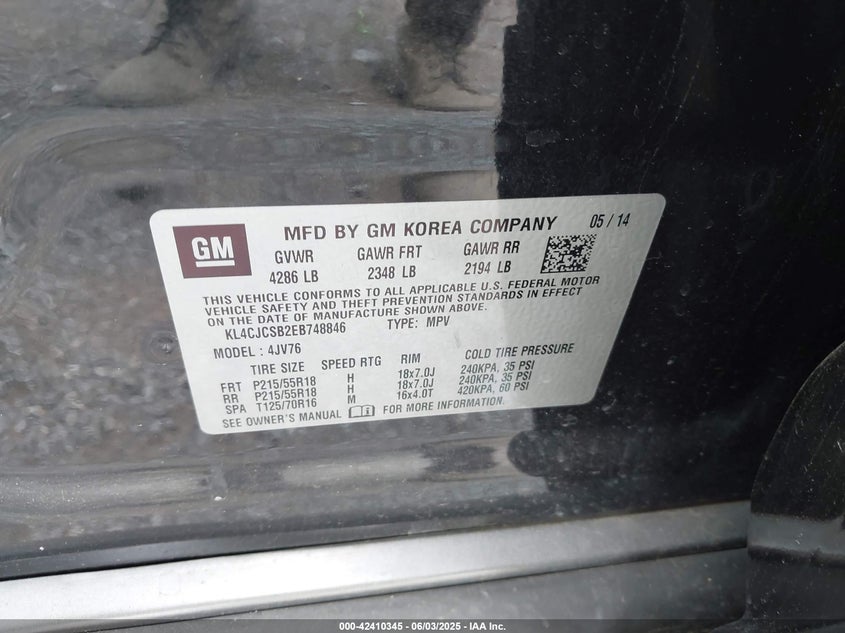 GM
MFD BY GM KOREA COMPANY 05/14
GVWR GAWR FRT GAWR RR
4286 LB 2348 LB 2194 LB
THIS VEHICLE CONFORMS TO ALL APPLICABLE U.S. FEDERAL MOTOR
VEHICLE SAFETY AND THEFT PREVENTION STANDARDS IN EFFECT
ON THE DATE OF MANUFACTURE SHOWN ABOVE.
KL4CJCSB2EB748846 TYPE: MPV
MODEL: 4JV76
TIRE SIZE SPEED RTG RIM COLD TIRE PRESSURE
FRT P215/55R18 H 18x7.0J 240KPA, 35 PSI
RR P215/55R18 H 18x7.0J 240KPA, 35 PSI
SPA T125/70R16 M 16x4.0T 420KPA, 60 PSI
SEE OWNER'S MANUAL FOR MORE INFORMATION.
000-42410345 - 06/03/2025 - IAA Inc.